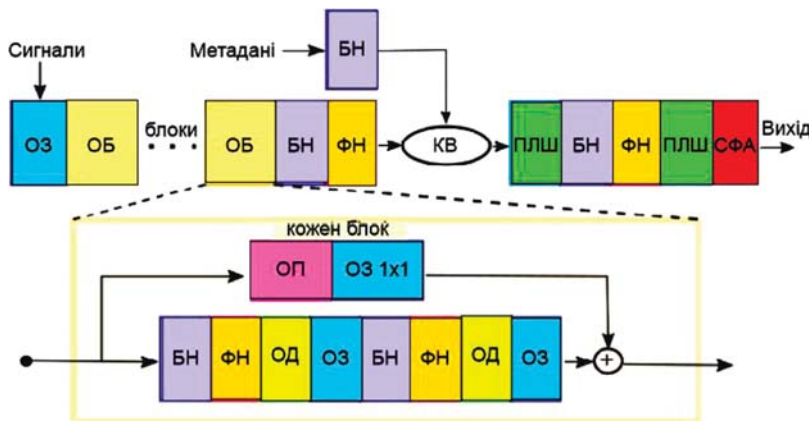 Сигнали
Метадані
БН
ОЗ ОБ блоки ОБ БН ФН КВ ПЛШ БН ФН ПЛШ СФА Вихід
кожен блок
ОП ОЗ 1x1
БН ФН ОД ОЗ БН ФН ОД ОЗ +